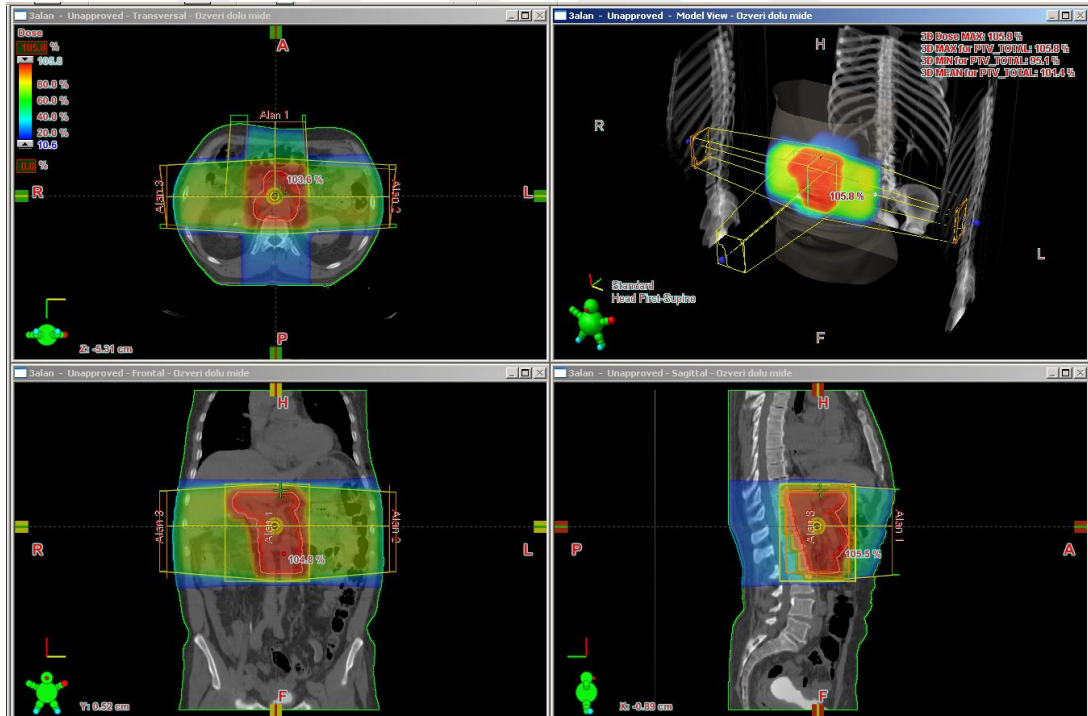 3alan - Unapproved - Transversal - Ozveri dolu mide
Dose
105.8 %
105.8
80.0 %
60.0 %
40.0 %
20.0 %
10.6
0.0 %
A
Alan 1
103.6 %
R
Alan 3
Alan 2
L
P
Z: -5.31 cm
3alan - Unapproved - Model View - Ozveri dolu mide
3D Dose MAX: 105.8 %
3D MAX for PTV_TOTAL: 105.8 %
3D MIN for PTV_TOTAL: 95.1 %
3D MEAN for PTV_TOTAL: 101.4 %
H
R
105.8 %
L
Standard
Head First-Supine
F
3alan - Unapproved - Frontal - Ozveri dolu mide
H
Alan 3
Alan 1
Alan 2
R
L
104.8 %
F
Y: 0.52 cm
3alan - Unapproved - Sagittal - Ozveri dolu mide
H
Alan 3
Alan 1
P
A
105.5 %
F
X: -0.89 cm